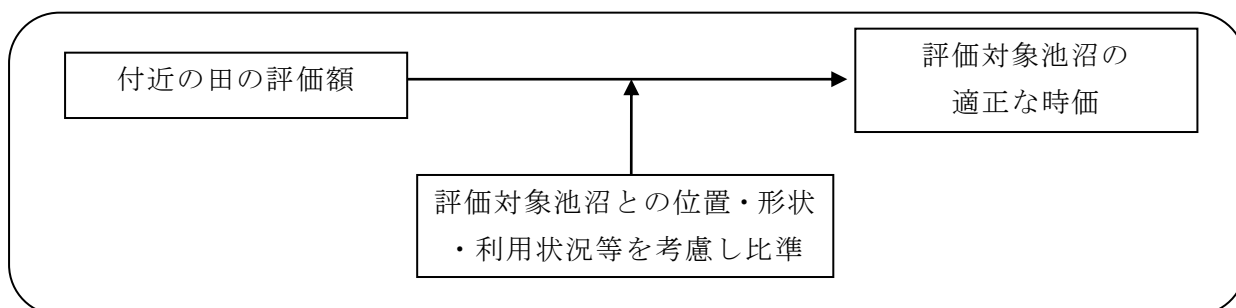 付近の田の評価額
評価対象池沼の
適正な時価
評価対象池沼との位置・形状
・利用状況等を考慮し比準